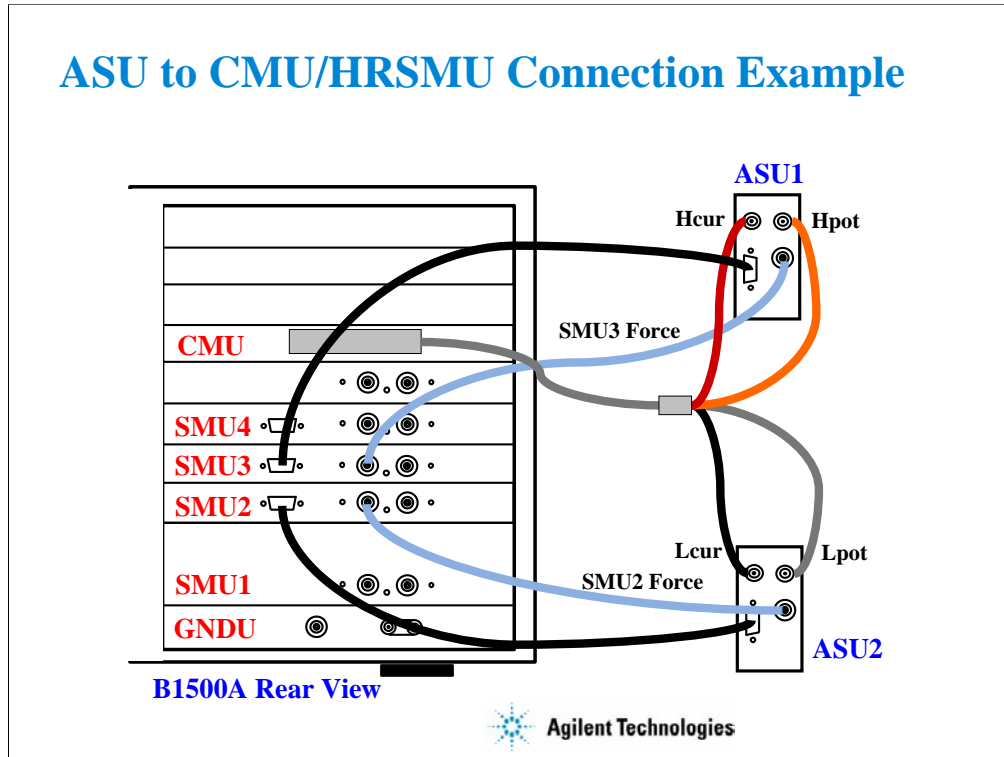 ASU to CMU/HRSMU Connection Example
ASU1
Hcur
Hpot
SMU3 Force
CMU
SMU4
SMU3
SMU2
SMU1
GNDU
Lcur
Lpot
SMU2 Force
ASU2
B1500A Rear View
Agilent Technologies